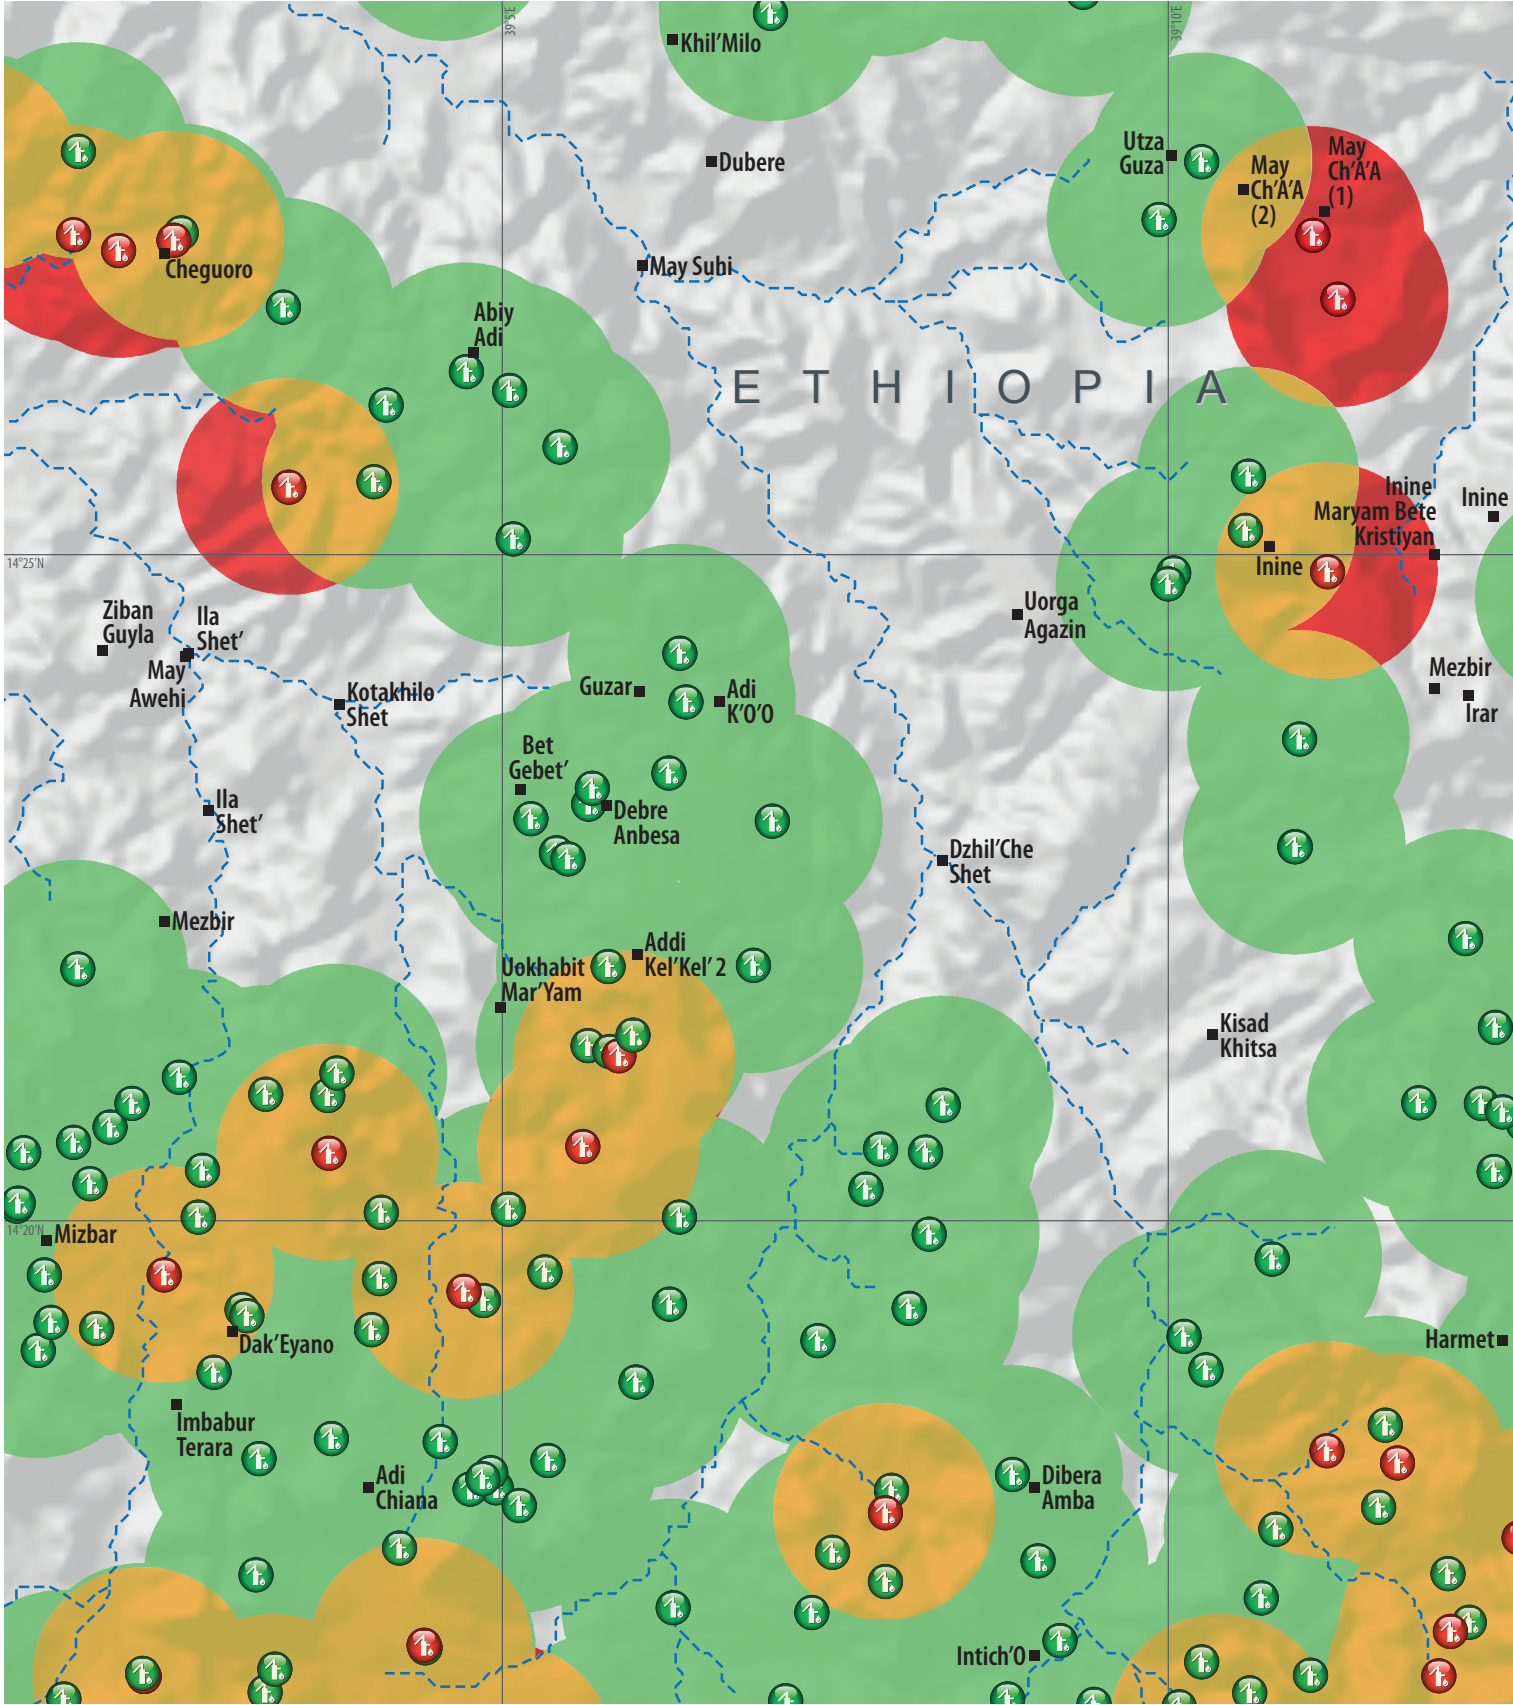 39°5'E
39°10'E
Khil'Milo
Dubere
Utza
Guza
May
Ch'A'A
(2)
May
Ch'A'A
(1)
Cheguoro
May Suhi
Abiy
Adi
ETHIOPIA
Inine
Maryam Bete
Kristiyan
Inine
Inine
14°25'N
Ziban
Guyla
Ila
Shet'
May
Awehi
Uorga
Agazin
Kotakhilo
Shet
Guzar
Adi
K'O'O
Mezbir
Irar
Bet
Gebet'
Debre
Anbesa
Ila
Shet'
Dzhil'Che
Shet
Mezbir
Addi
Kel'Kel' 2
Uokhabit
Mar'Yam
Kisad
Khitsa
14°20'N
Mizbar
Dak'Eyano
Harmet
Imbabur
Terara
Adi
Chiana
Dibera
Amba
Intich'O